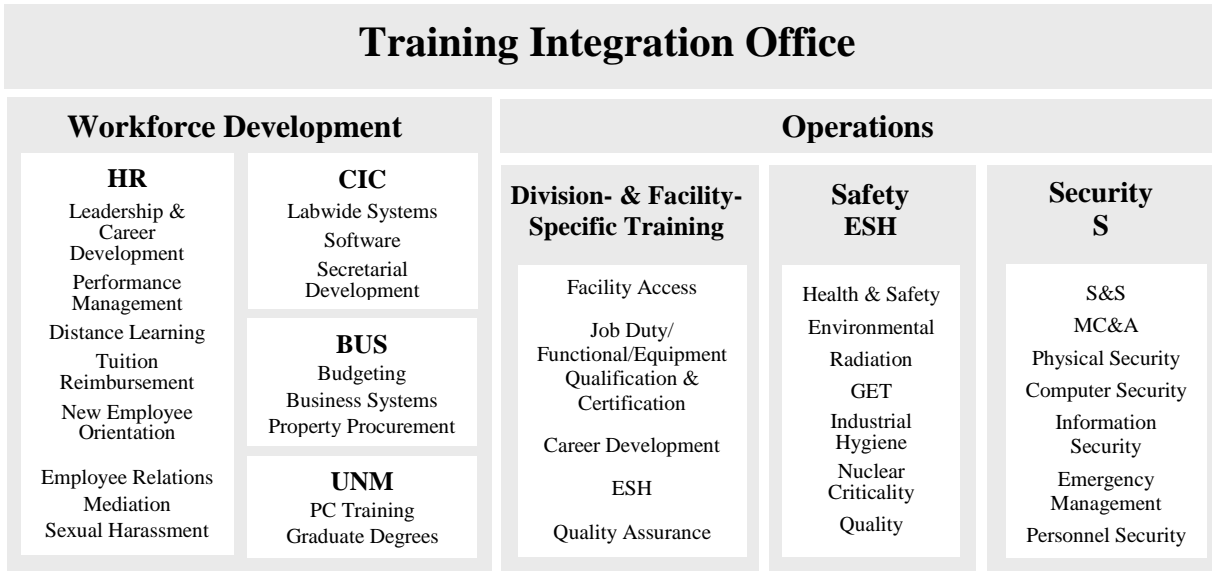 Training Integration Office
Workforce Development
HR
Leadership &
Career
Development
Performance
Management
Distance Learning
Tuition
Reimbursement
New Employee
Orientation
Employee Relations
Mediation
Sexual Harassment
CIC
Labwide Systems
Software
Secretarial
Development
BUS
Budgeting
Business Systems
Property Procurement
UNM
PC Training
Graduate Degrees
Operations
Division- & Facility-
Specific Training
Facility Access
Job Duty/
Functional/Equipment
Qualification &
Certification
Career Development
ESH
Quality Assurance
Safety
ESH
Health & Safety
Environmental
Radiation
GET
Industrial
Hygiene
Nuclear
Criticality
Quality
Security
S
S&S
MC&A
Physical Security
Computer Security
Information
Security
Emergency
Management
Personnel Security